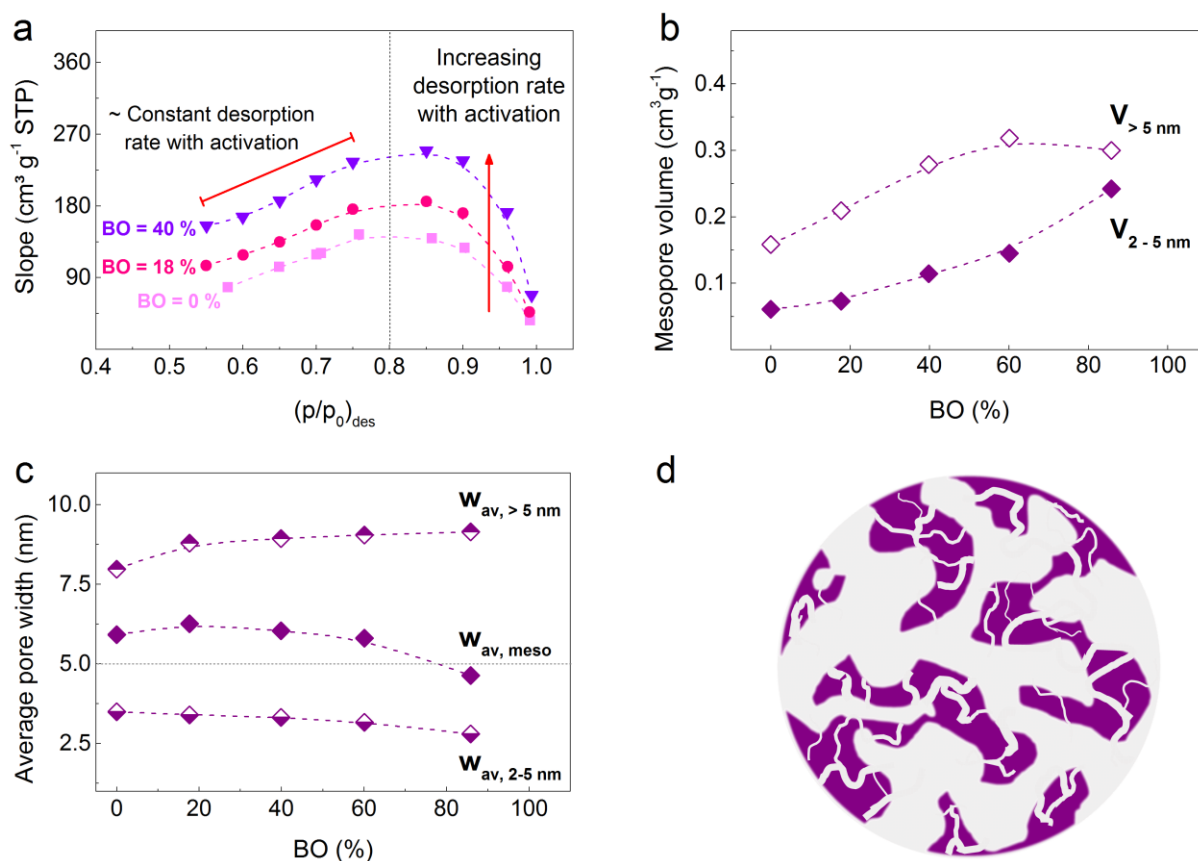 a
Slope (cm³ g⁻¹ STP)
360
270
180
90
~ Constant desorption
rate with activation
Increasing
desorption rate
with activation
BO = 40 %
BO = 18 %
BO = 0 %
0.4 0.5 0.6 0.7 0.8 0.9 1.0
(p/p₀)des
b
Mesopore volume (cm³g⁻¹)
0.4
0.3
0.2
0.1
V> 5 nm
V2 - 5 nm
0 20 40 60 80 100
BO (%)
c
Average pore width (nm)
10.0
7.5
5.0
2.5
wav, > 5 nm
wav, meso
wav, 2-5 nm
0 20 40 60 80 100
BO (%)
d